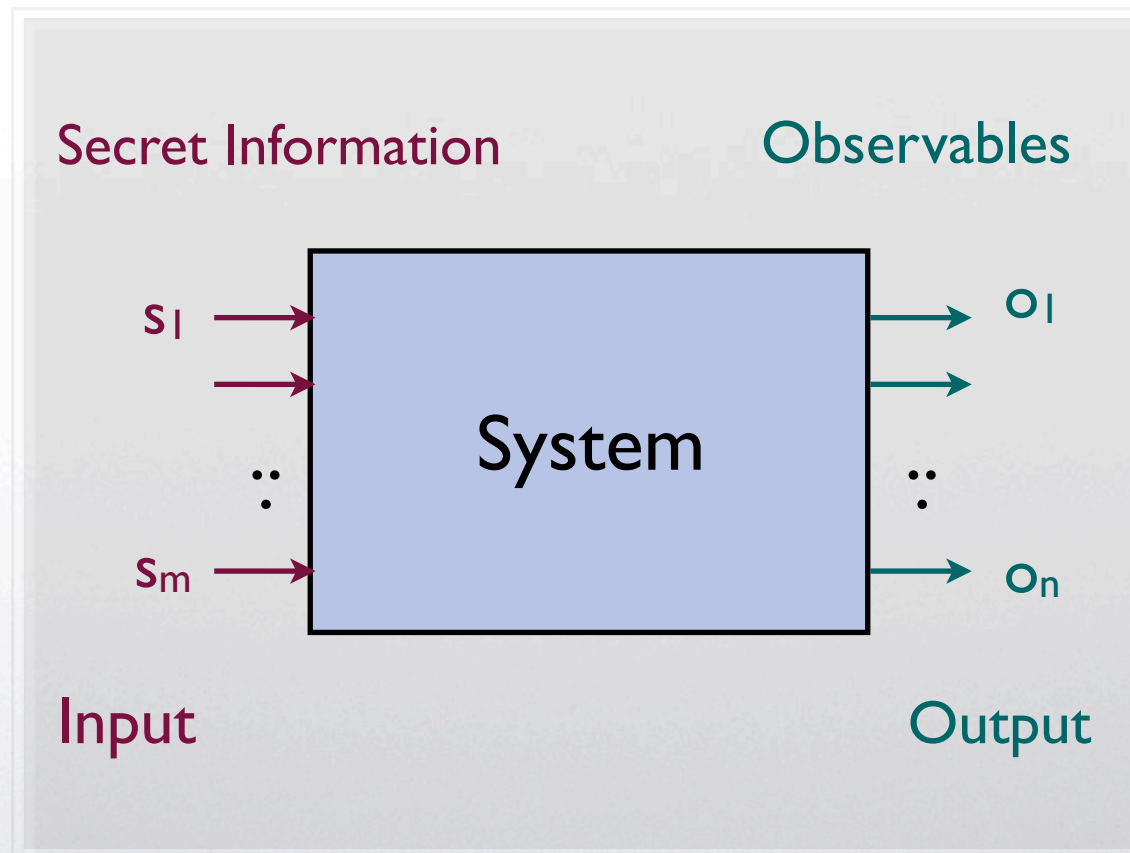 Secret Information Observables
s₁ o₁
System
sₘ oₙ
Input Output